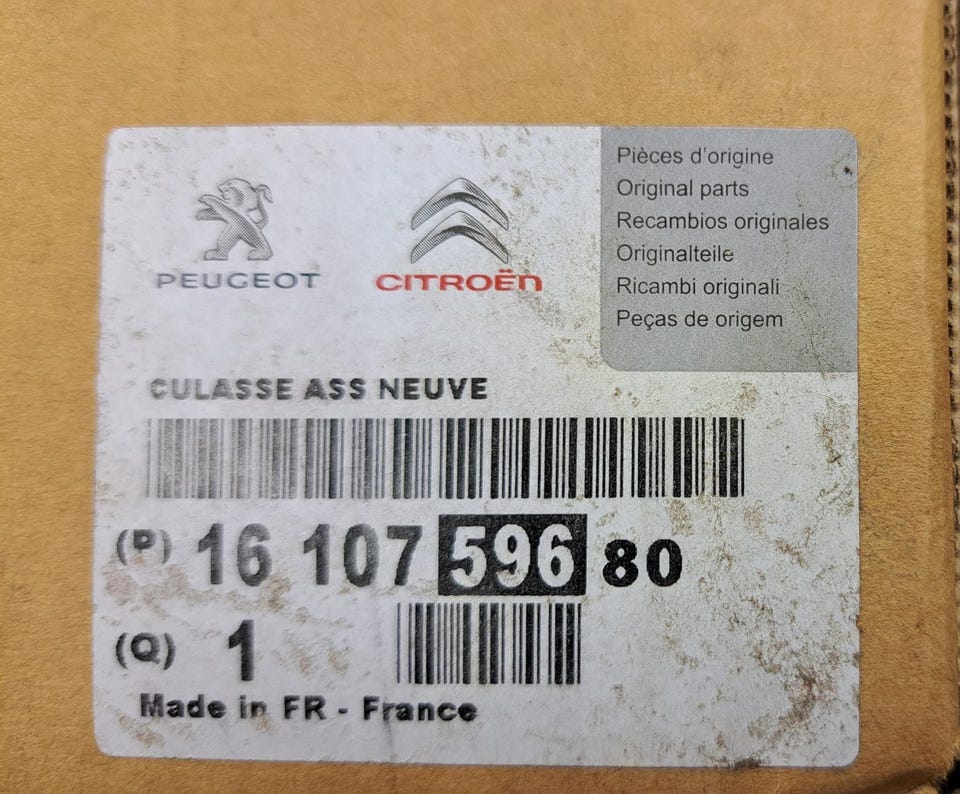 PEUGEOT
CITROËN
Pièces d'origine
Original parts
Recambios originales
Originalteile
Ricambi originali
Peças de origem
CULASSE ASS NEUVE
(P) 16 107 596 80
(Q) 1
Made in FR - France